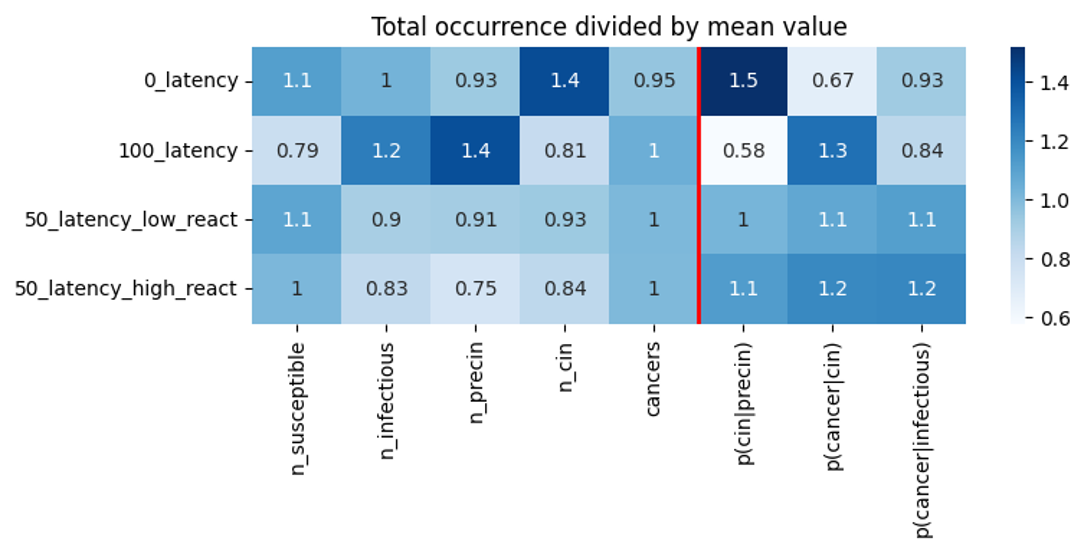 Total occurrence divided by mean value
0_latency 1.1 1 0.93 1.4 0.95 1.5 0.67 0.93
100_latency 0.79 1.2 1.4 0.81 1 0.58 1.3 0.84
50_latency_low_react 1.1 0.9 0.91 0.93 1 1 1.1 1.1
50_latency_high_react 1 0.83 0.75 0.84 1 1.1 1.2 1.2
n_susceptible
n_infectious
n_precin
n_cin
cancers
p(cin|precin)
p(cancer|cin)
p(cancer|infectious)
1.4
1.2
1.0
0.8
0.6